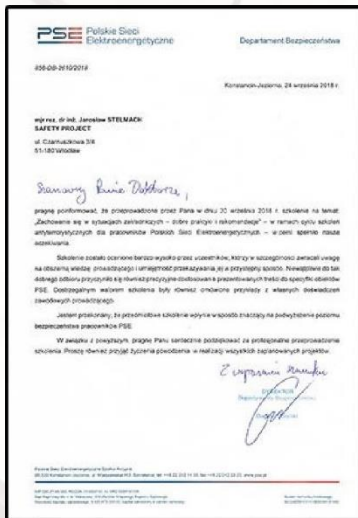 PSE Polskie Sieci
Elektroenergetyczne
Departament Bezpieczeństwa
Konstancin-Jeziorna, 24 września 2018 r.
mjr rez. dr inż. Jarosław STELMACH
SAFETY PROJECT
ul. Czarnuszkowa 3/4
51-180 Wrocław
Szanowny Panie Doktorze,
pragnę poinformować, że przeprowadzone przez Pana w dniu 20 września 2018 r. szkolenie na temat:
„Zachowanie się w sytuacjach zakładniczych – dobre praktyki i rekomendacje" – w ramach cyklu szkoleń
antyterrorystycznych dla pracowników Polskich Sieci Elektroenergetycznych – w pełni spełniło nasze
oczekiwania.
Szkolenie zostało ocenione bardzo wysoko przez uczestników, którzy w szczególności zwracali uwagę
na obszerną wiedzę prowadzącego i umiejętność przekazywania jej w przystępny sposób. Niewątpliwie do tak
dobrego odbioru przyczyniło się również precyzyjne dostosowanie prezentowanych treści do specyfiki obiektów
PSE. Dostrzegalnym walorem szkolenia były również omówione przykłady z własnych doświadczeń
zawodowych prowadzącego.
Jestem przekonany, że przedmiotowe szkolenie wpłynie w sposób znaczący na podwyższenie poziomu
bezpieczeństwa pracowników PSE.
W związku z powyższym, pragnę Panu serdecznie podziękować za profesjonalne przeprowadzenie
szkolenia. Proszę również przyjąć życzenia powodzenia w realizacji wszystkich zaplanowanych projektów.
Z wyrazami szacunku
DYREKTOR